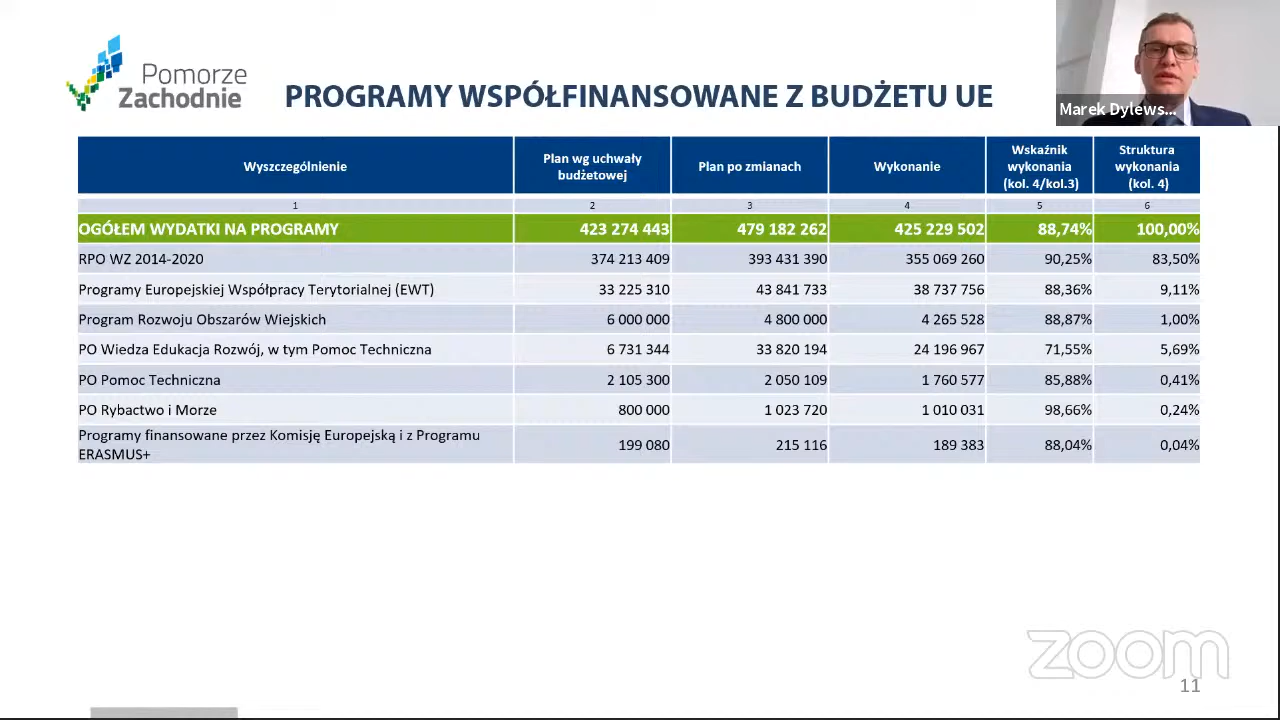 Pomorze
Zachodnie
PROGRAMY WSPÓŁFINANSOWANE Z BUDŻETU UE
Marek Dylews...
Wyszczególnienie
Plan wg uchwały
budżetowej
Plan po zmianach
Wykonanie
Wskaźnik
wykonania
(kol. 4/kol.3)
Struktura
wykonania
(kol. 4)
1 2 3 4 5 6
OGÓŁEM WYDATKI NA PROGRAMY 423 274 443 479 182 262 425 229 502 88,74% 100,00%
RPO WZ 2014-2020 374 213 409 393 431 390 355 069 260 90,25% 83,50%
Programy Europejskiej Współpracy Terytorialnej (EWT) 33 225 310 43 841 733 38 737 756 88,36% 9,11%
Program Rozwoju Obszarów Wiejskich 6 000 000 4 800 000 4 265 528 88,87% 1,00%
PO Wiedza Edukacja Rozwój, w tym Pomoc Techniczna 6 731 344 33 820 194 24 196 967 71,55% 5,69%
PO Pomoc Techniczna 2 105 300 2 050 109 1 760 577 85,88% 0,41%
PO Rybactwo i Morze 800 000 1 023 720 1 010 031 98,66% 0,24%
Programy finansowane przez Komisję Europejską i z Programu
ERASMUS+ 199 080 215 116 189 383 88,04% 0,04%
zoom
11